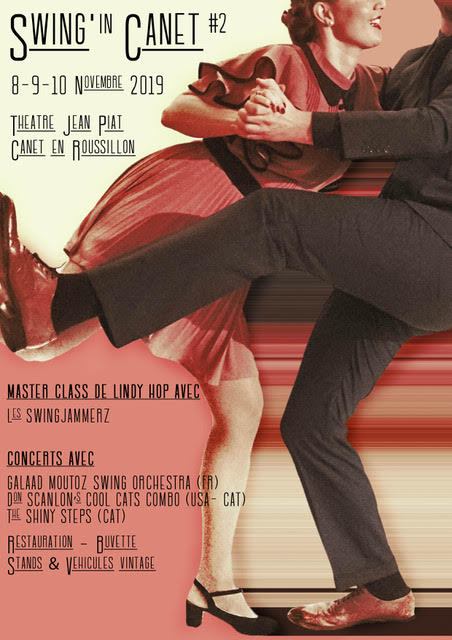 SWING'IN CANET #2
8-9-10 NOVEMBRE 2019
THEATRE JEAN PIAT
CANET EN ROUSSILLON
MASTER CLASS DE LINDY HOP AVEC
LES SWINGJAMMERZ
CONCERTS AVEC
GALAAD MOUTOZ SWING ORCHESTRA (FR)
DON SCANLON'S COOL CATS COMBO (USA- CAT)
THE SHINY STEPS (CAT)
RESTAURATION - BUVETTE
STANDS & VEHICULES VINTAGE